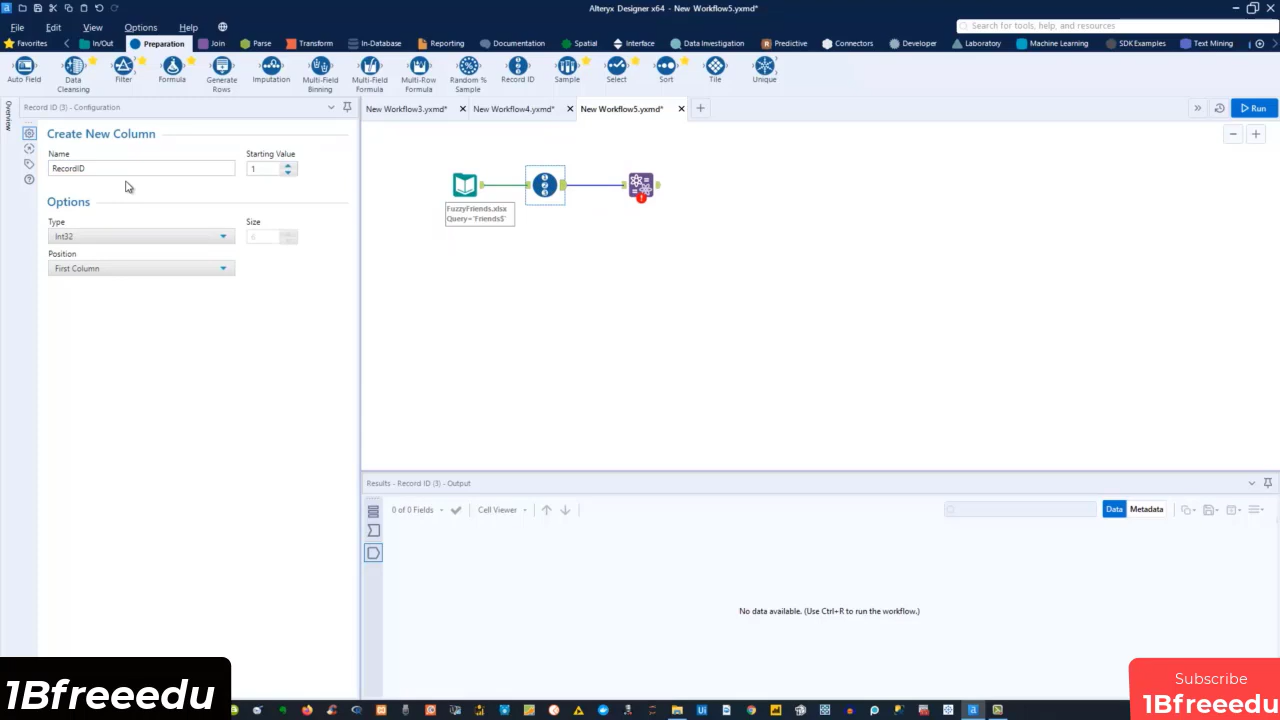 Alteryx Designer x64 - New Workflow5.yxmd*
File Edit View Options Help
Search for tools, help, and resources
Favorites In/Out Preparation Join Parse Transform In-Database Reporting Documentation Spatial Interface Data Investigation Predictive Connectors Developer Laboratory Machine Learning SDK Examples Text Mining
Auto Field Data Cleansing Filter Formula Generate Rows Imputation Multi-Field Binning Multi-Field Formula Multi-Row Formula Random % Sample Record ID Sample Select Sort Tile Unique
Overview
Record ID (3) - Configuration
New Workflow3.yxmd* New Workflow4.yxmd* New Workflow5.yxmd*
Run
Create New Column
Name Starting Value
RecordID 1
Options
Type Size
Int32
Position
First Column
FuzzyFriends.xlsx
Query=`Friends$`
Results - Record ID (3) - Output
0 of 0 Fields Cell Viewer Data Metadata
No data available. (Use Ctrl+R to run the workflow.)
1Bfreeedu
Subscribe
1Bfreeedu